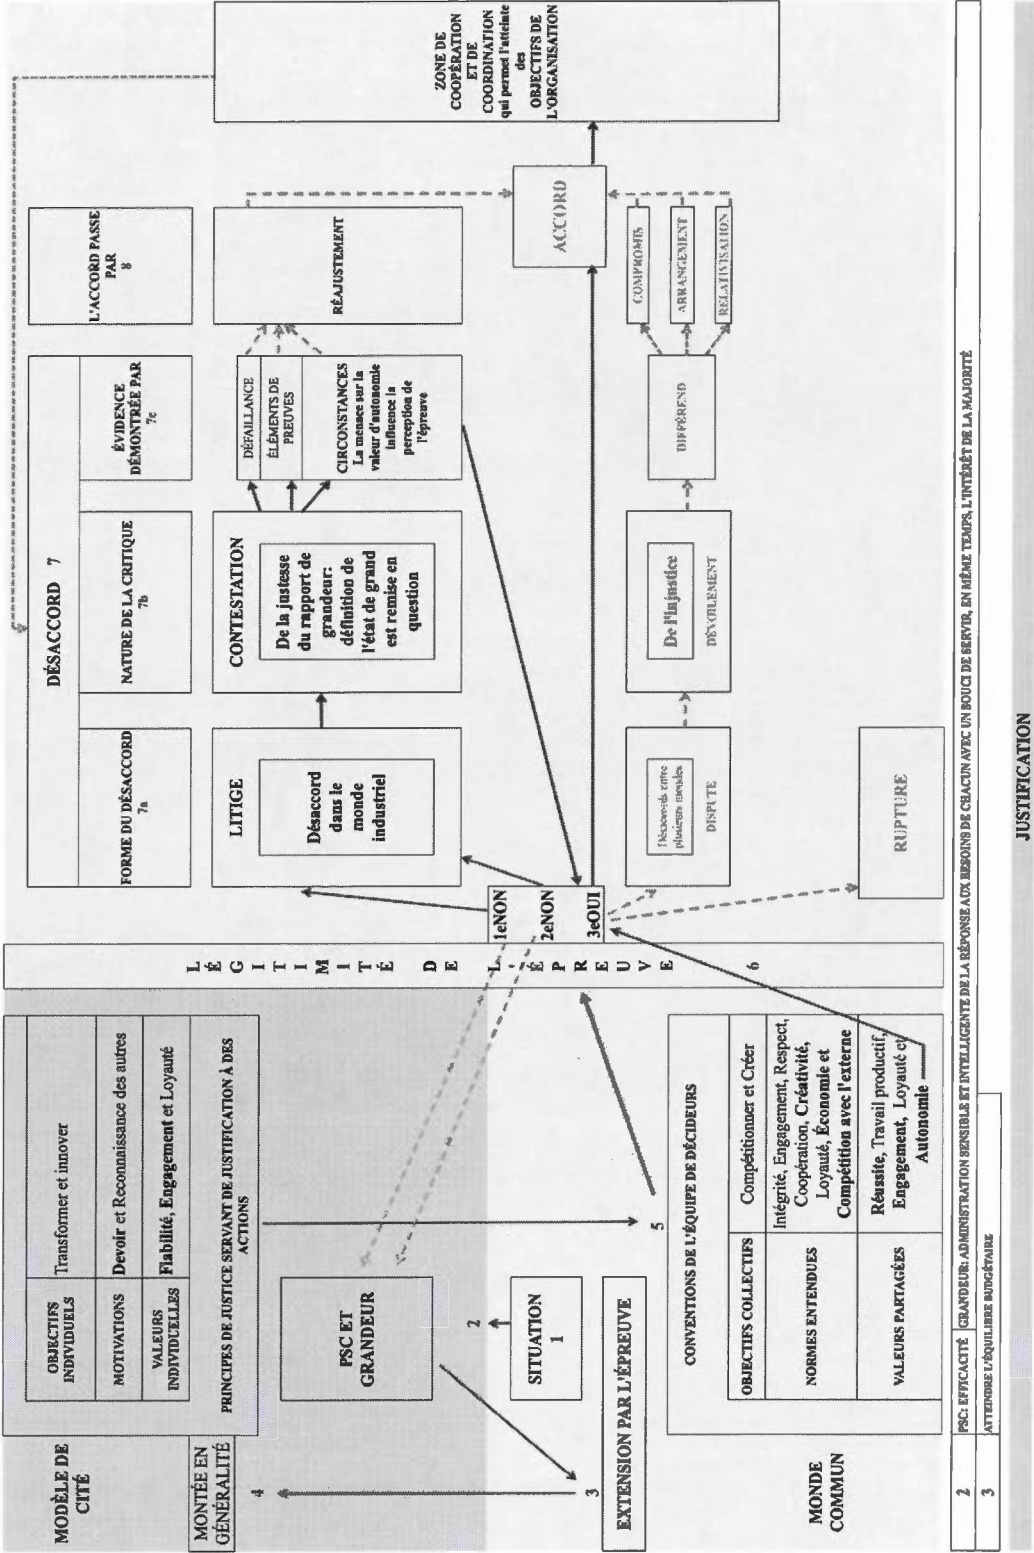 MODÈLE DE
CITÉ
OBJECTIFS
INDIVIDUELS
Transformer et innover
MOTIVATIONS
Devoir et Reconnaissance des autres
VALEURS
INDIVIDUELLES
Fiabilité, Engagement et Loyauté
PRINCIPES DE JUSTICE SERVANT DE JUSTIFICATION À DES
ACTIONS
MONTÉE EN
GÉNÉRALITÉ
4
PSC ET
GRANDEUR
2
SITUATION
1
3
EXTENSION PAR L'ÉPREUVE
5
CONVENTIONS DE L'ÉQUIPE DE DÉCIDEURS
OBJECTIFS COLLECTIFS
Compétitionner et Créer
NORMES ENTENDUES
Intégrité, Engagement, Respect,
Coopération, Créativité,
Loyauté, Économie et
Compétition avec l'externe
VALEURS PARTAGÉES
Réussite, Travail productif,
Engagement, Loyauté et
Autonomie
MONDE
COMMUN
LÉGITIMITÉ DE L'ÉPREUVE 6
1eNON
2eNON
3eOUI
DÉSACCORD 7
FORME DU DÉSACCORD
7a
NATURE DE LA CRITIQUE
7b
ÉVIDENCE
DÉMONTRÉE PAR
7c
L'ACCORD PASSE
PAR
8
LITIGE
Désaccord
dans le
monde
industriel
CONTESTATION
De la justesse
du rapport de
grandeur:
définition de
l'état de grand
est remise en
question
DÉFAILLANCE
ÉLÉMENTS DE
PREUVES
CIRCONSTANCES
La menace sur la
valeur d'autonomie
influence la
perception de
l'épreuve
RÉAJUSTEMENT
ACCORD
ZONE DE
COOPÉRATION
ET DE
COORDINATION
qui permet l'atteinte
des
OBJECTIFS DE
L'ORGANISATION
Désaccords entre
plusieurs mondes
DISPUTE
De l'injustice
DÉVOILEMENT
DIFFÉREND
COMPROMIS
ARRANGEMENT
RELATIVISATION
RUPTURE
2 PSC: EFFICACITÉ GRANDEUR: ADMINISTRATION SENSIBLE ET INTELLIGENTE DE LA RÉPONSE AUX BESOINS DE CHACUN AVEC UN SOUCI DE SERVIR, EN MÊME TEMPS, L'INTÉRÊT DE LA MAJORITÉ
3 ATTEINDRE L'ÉQUILIBRE BUDGÉTAIRE
JUSTIFICATION